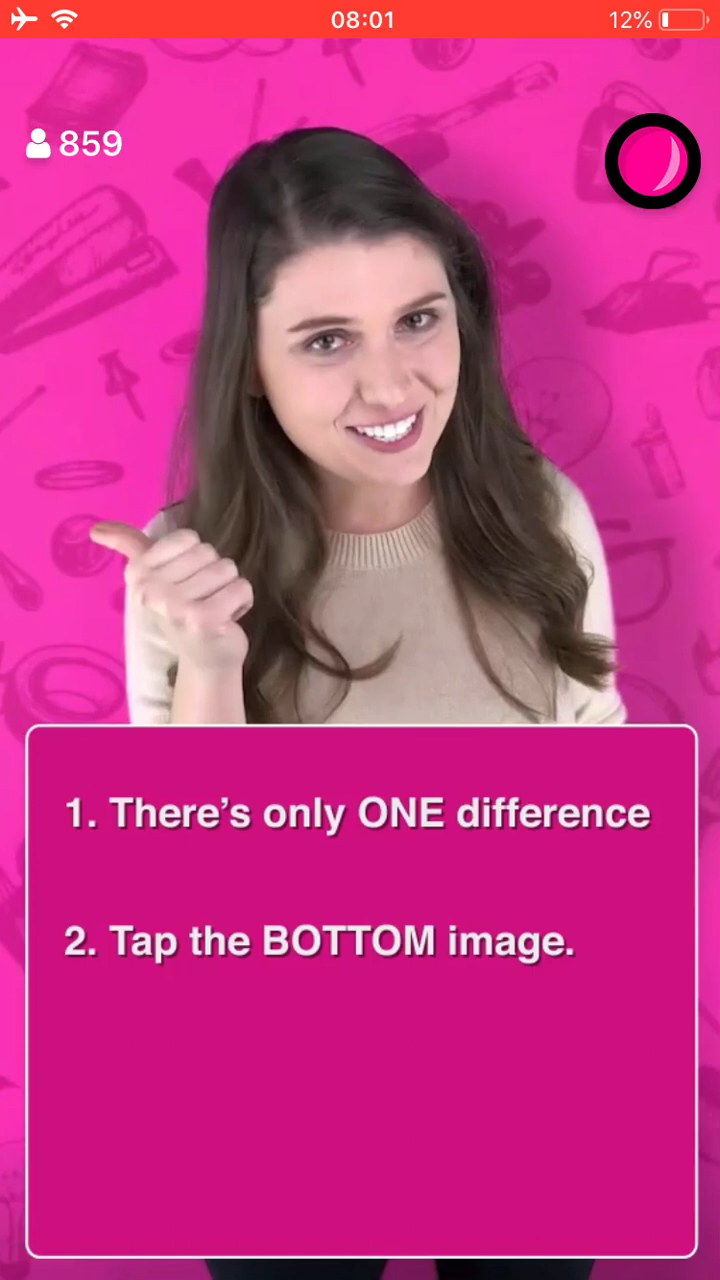 08:01
12%
859
1. There's only ONE difference
2. Tap the BOTTOM image.